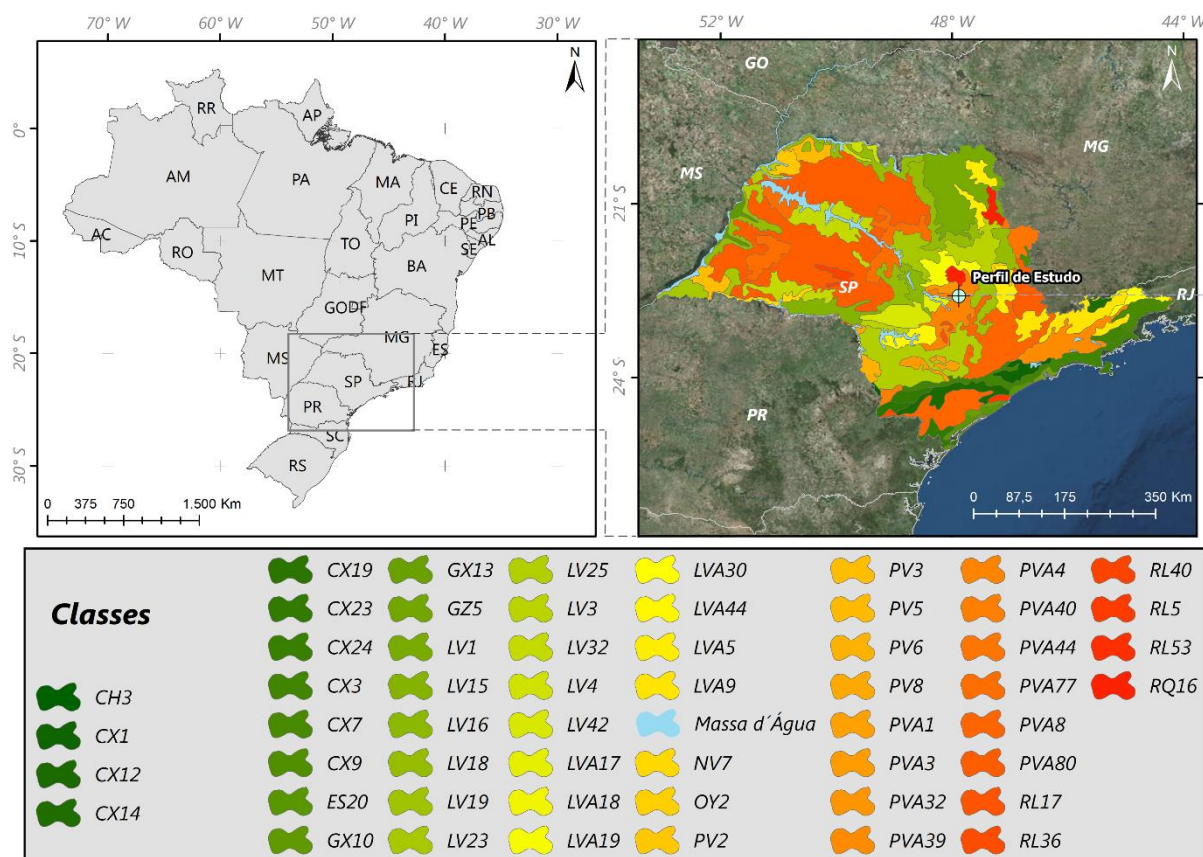 70° W 60° W 50° W 40° W 30° W
0°
10° S
20° S
30° S
N
RR
AP
AM
PA
MA
CE
RN
PB
PE
AL
SE
PI
AC
RO
TO
BA
MT
GO
DF
MG
ES
MS
SP
RJ
PR
SC
RS
0 375 750 1.500 Km
52° W 48° W 44° W
21° S
24° S
N
GO
MG
MS
Perfil de Estudo
SP
RJ
PR
0 87,5 175 350 Km
Classes
CH3
CX1
CX12
CX14
CX19
CX23
CX24
CX3
CX7
CX9
ES20
GX10
GX13
GZ5
LV1
LV15
LV16
LV18
LV19
LV23
LV25
LV3
LV32
LV4
LV42
LVA17
LVA18
LVA19
LVA30
LVA44
LVA5
LVA9
Massa d´Água
NV7
OY2
PV2
PV3
PV5
PV6
PV8
PVA1
PVA3
PVA32
PVA39
PVA4
PVA40
PVA44
PVA77
PVA8
PVA80
RL17
RL36
RL40
RL5
RL53
RQ16